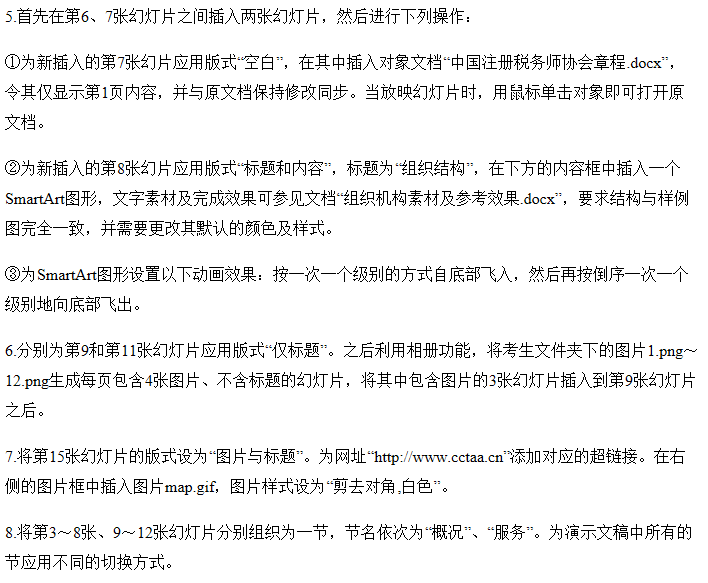 5.首先在第6、7张幻灯片之间插入两张幻灯片，然后进行下列操作：
①为新插入的第7张幻片应用版式“空白”，在其中插入对象文档“中国注册税务师协会章程.docx”，
令其仅显示第1页内容，并与原文档保持修改同步。当放映幻灯片时，用鼠标单击对象即可打开原
文档。
②为新插入的第8张幻片应用版式“标题和内容”，标题为“组织结构”，在下方的内容框中插入一个
SmartArt图形，文字素材及完成效果可参见文档“组织机构素材及参考效果.docx”，要求结构与样例
图完全一致，并需要更改其默认的颜色及样式。
③为SmartArt图形设置以下动画效果：按一次一个级别的方式自底部飞入，然后再按倒序一次一个
级别地向底部飞出。
6.分别为第9和第11张幻灯片应用版式“仅标题”。之后利用相册功能，将考生文件夹下的图片1.png～
12.png生成每页包含4张图片、不含标题的幻灯片，将其中包含图片的3张幻灯片插入到第9张幻灯片
之后。
7.将第15张幻灯片的版式设为“图片与标题”。为网址“http://www.cctaa.cn”添加对应的超链接。在右
侧的图片框中插入图片map.gif，图片样式设为“剪去对角,白色”。
8.将第3～8张、9～12张幻灯片分别组织为一节，节名依次为“概况”、“服务”。为演示文稿中所有的
节应用不同的切换方式。